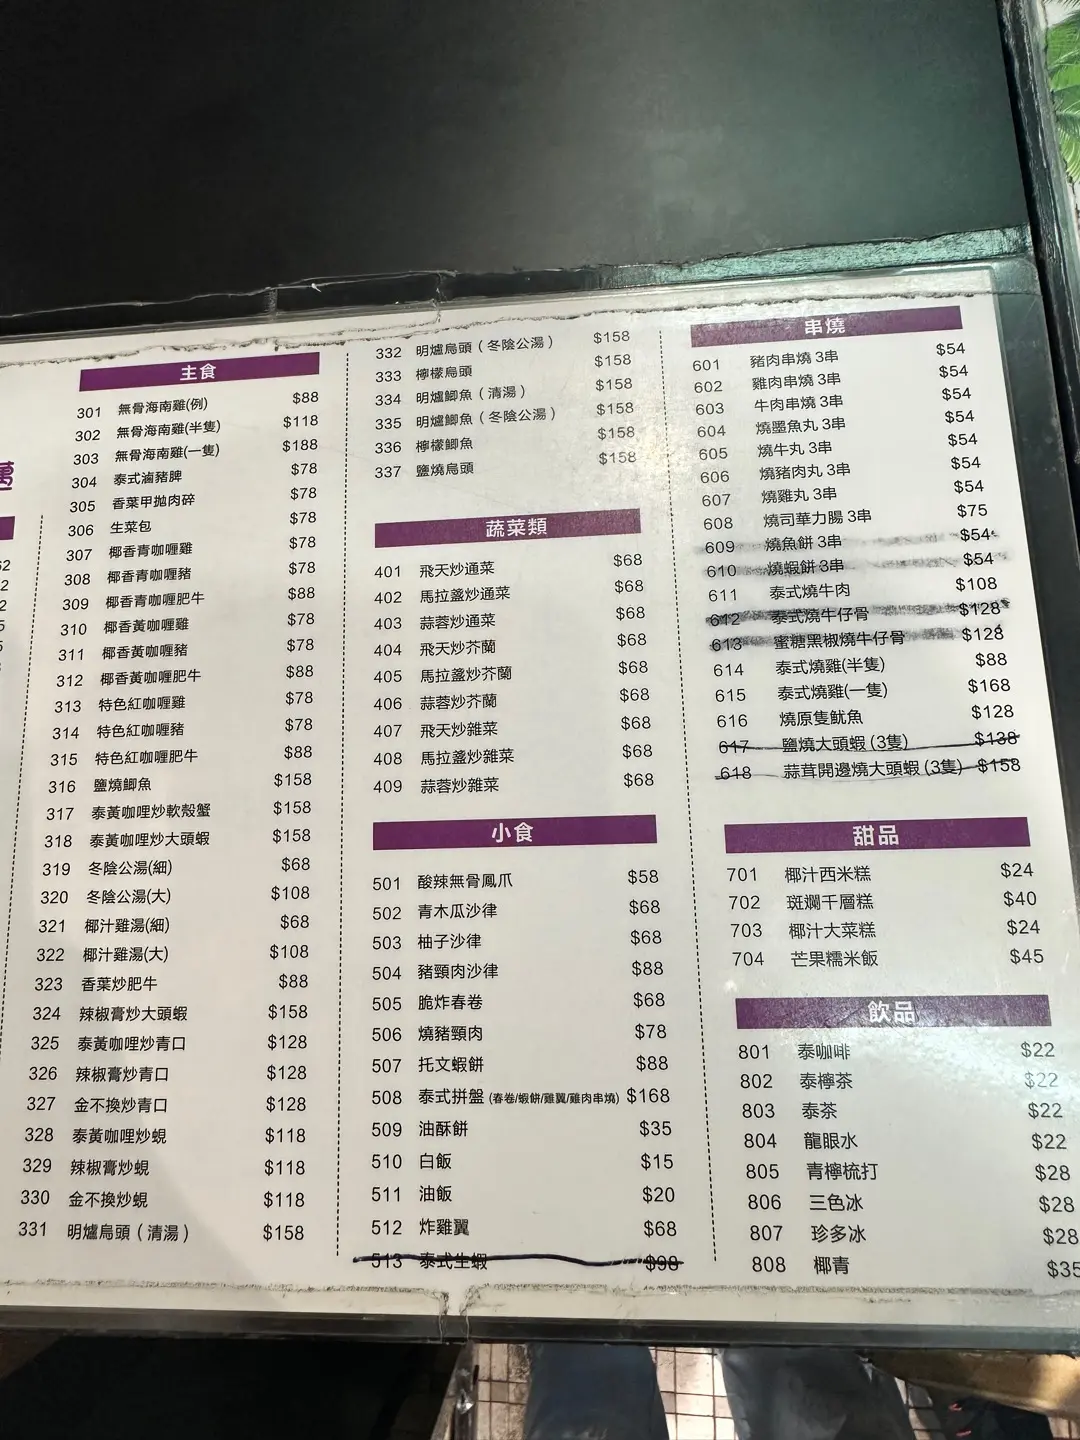 主食
301 無骨海南雞(例) $88
302 無骨海南雞(半隻) $118
303 無骨海南雞(一隻) $188
304 泰式滷豬脾 $78
305 香葉甲抛肉碎 $78
306 生菜包 $78
307 椰香青咖喱雞 $78
308 椰香青咖喱豬 $78
309 椰香青咖喱肥牛 $88
310 椰香黃咖喱雞 $78
311 椰香黃咖喱豬 $78
312 椰香黃咖喱肥牛 $88
313 特色紅咖喱雞 $78
314 特色紅咖喱豬 $78
315 特色紅咖喱肥牛 $88
316 鹽燒鯽魚 $158
317 泰黃咖哩炒軟殼蟹 $158
318 泰黃咖哩炒大頭蝦 $158
319 冬陰公湯(細) $68
320 冬陰公湯(大) $108
321 椰汁雞湯(細) $68
322 椰汁雞湯(大) $108
323 香葉炒肥牛 $88
324 辣椒膏炒大頭蝦 $158
325 泰黃咖哩炒青口 $128
326 辣椒膏炒青口 $128
327 金不換炒青口 $128
328 泰黃咖哩炒蜆 $118
329 辣椒膏炒蜆 $118
330 金不換炒蜆 $118
331 明爐烏頭（清湯） $158
332 明爐烏頭（冬陰公湯） $158
333 檸檬烏頭 $158
334 明爐鯽魚（清湯） $158
335 明爐鯽魚（冬陰公湯） $158
336 檸檬鯽魚 $158
337 鹽燒烏頭 $158
蔬菜類
401 飛天炒通菜 $68
402 馬拉盞炒通菜 $68
403 蒜蓉炒通菜 $68
404 飛天炒芥蘭 $68
405 馬拉盞炒芥蘭 $68
406 蒜蓉炒芥蘭 $68
407 飛天炒雜菜 $68
408 馬拉盞炒雜菜 $68
409 蒜蓉炒雜菜 $68
小食
501 酸辣無骨鳳爪 $58
502 青木瓜沙律 $68
503 柚子沙律 $68
504 豬頸肉沙律 $88
505 脆炸春卷 $68
506 燒豬頸肉 $78
507 托文蝦餅 $88
508 泰式拼盤 (春卷/蝦餅/雞翼/雞肉串燒) $168
509 油酥餅 $35
510 白飯 $15
511 油飯 $20
512 炸雞翼 $68
513 泰式生蝦 $98
串燒
601 豬肉串燒 3串 $54
602 雞肉串燒 3串 $54
603 牛肉串燒 3串 $54
604 燒墨魚丸 3串 $54
605 燒牛丸 3串 $54
606 燒豬肉丸 3串 $54
607 燒雞丸 3串 $54
608 燒司華力腸 3串 $75
609 燒魚餅 3串 $54
610 燒蝦餅 3串 $54
611 泰式燒牛肉 $108
612 泰式燒牛仔骨 $128
613 蜜糖黑椒燒牛仔骨 $128
614 泰式燒雞(半隻) $88
615 泰式燒雞(一隻) $168
616 燒原隻魷魚 $128
617 鹽燒大頭蝦 (3隻) $138
618 蒜茸開邊燒大頭蝦 (3隻) $158
甜品
701 椰汁西米糕 $24
702 斑斕千層糕 $40
703 椰汁大菜糕 $24
704 芒果糯米飯 $45
飲品
801 泰咖啡 $22
802 泰檸茶 $22
803 泰茶 $22
804 龍眼水 $22
805 青檸梳打 $28
806 三色冰 $28
807 珍多冰 $28
808 椰青 $35